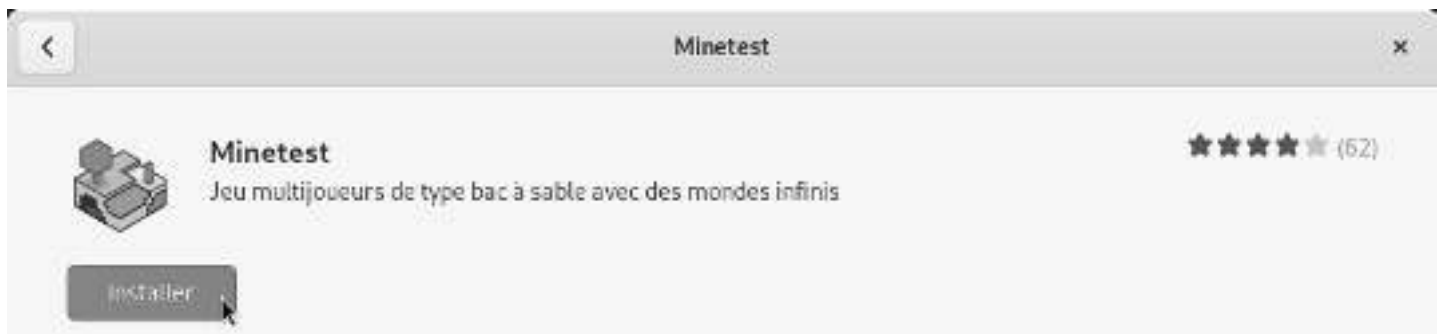 Minetest
Minetest
(62)
Jeu multijoueurs de type bac à sable avec des mondes infinis
Installer